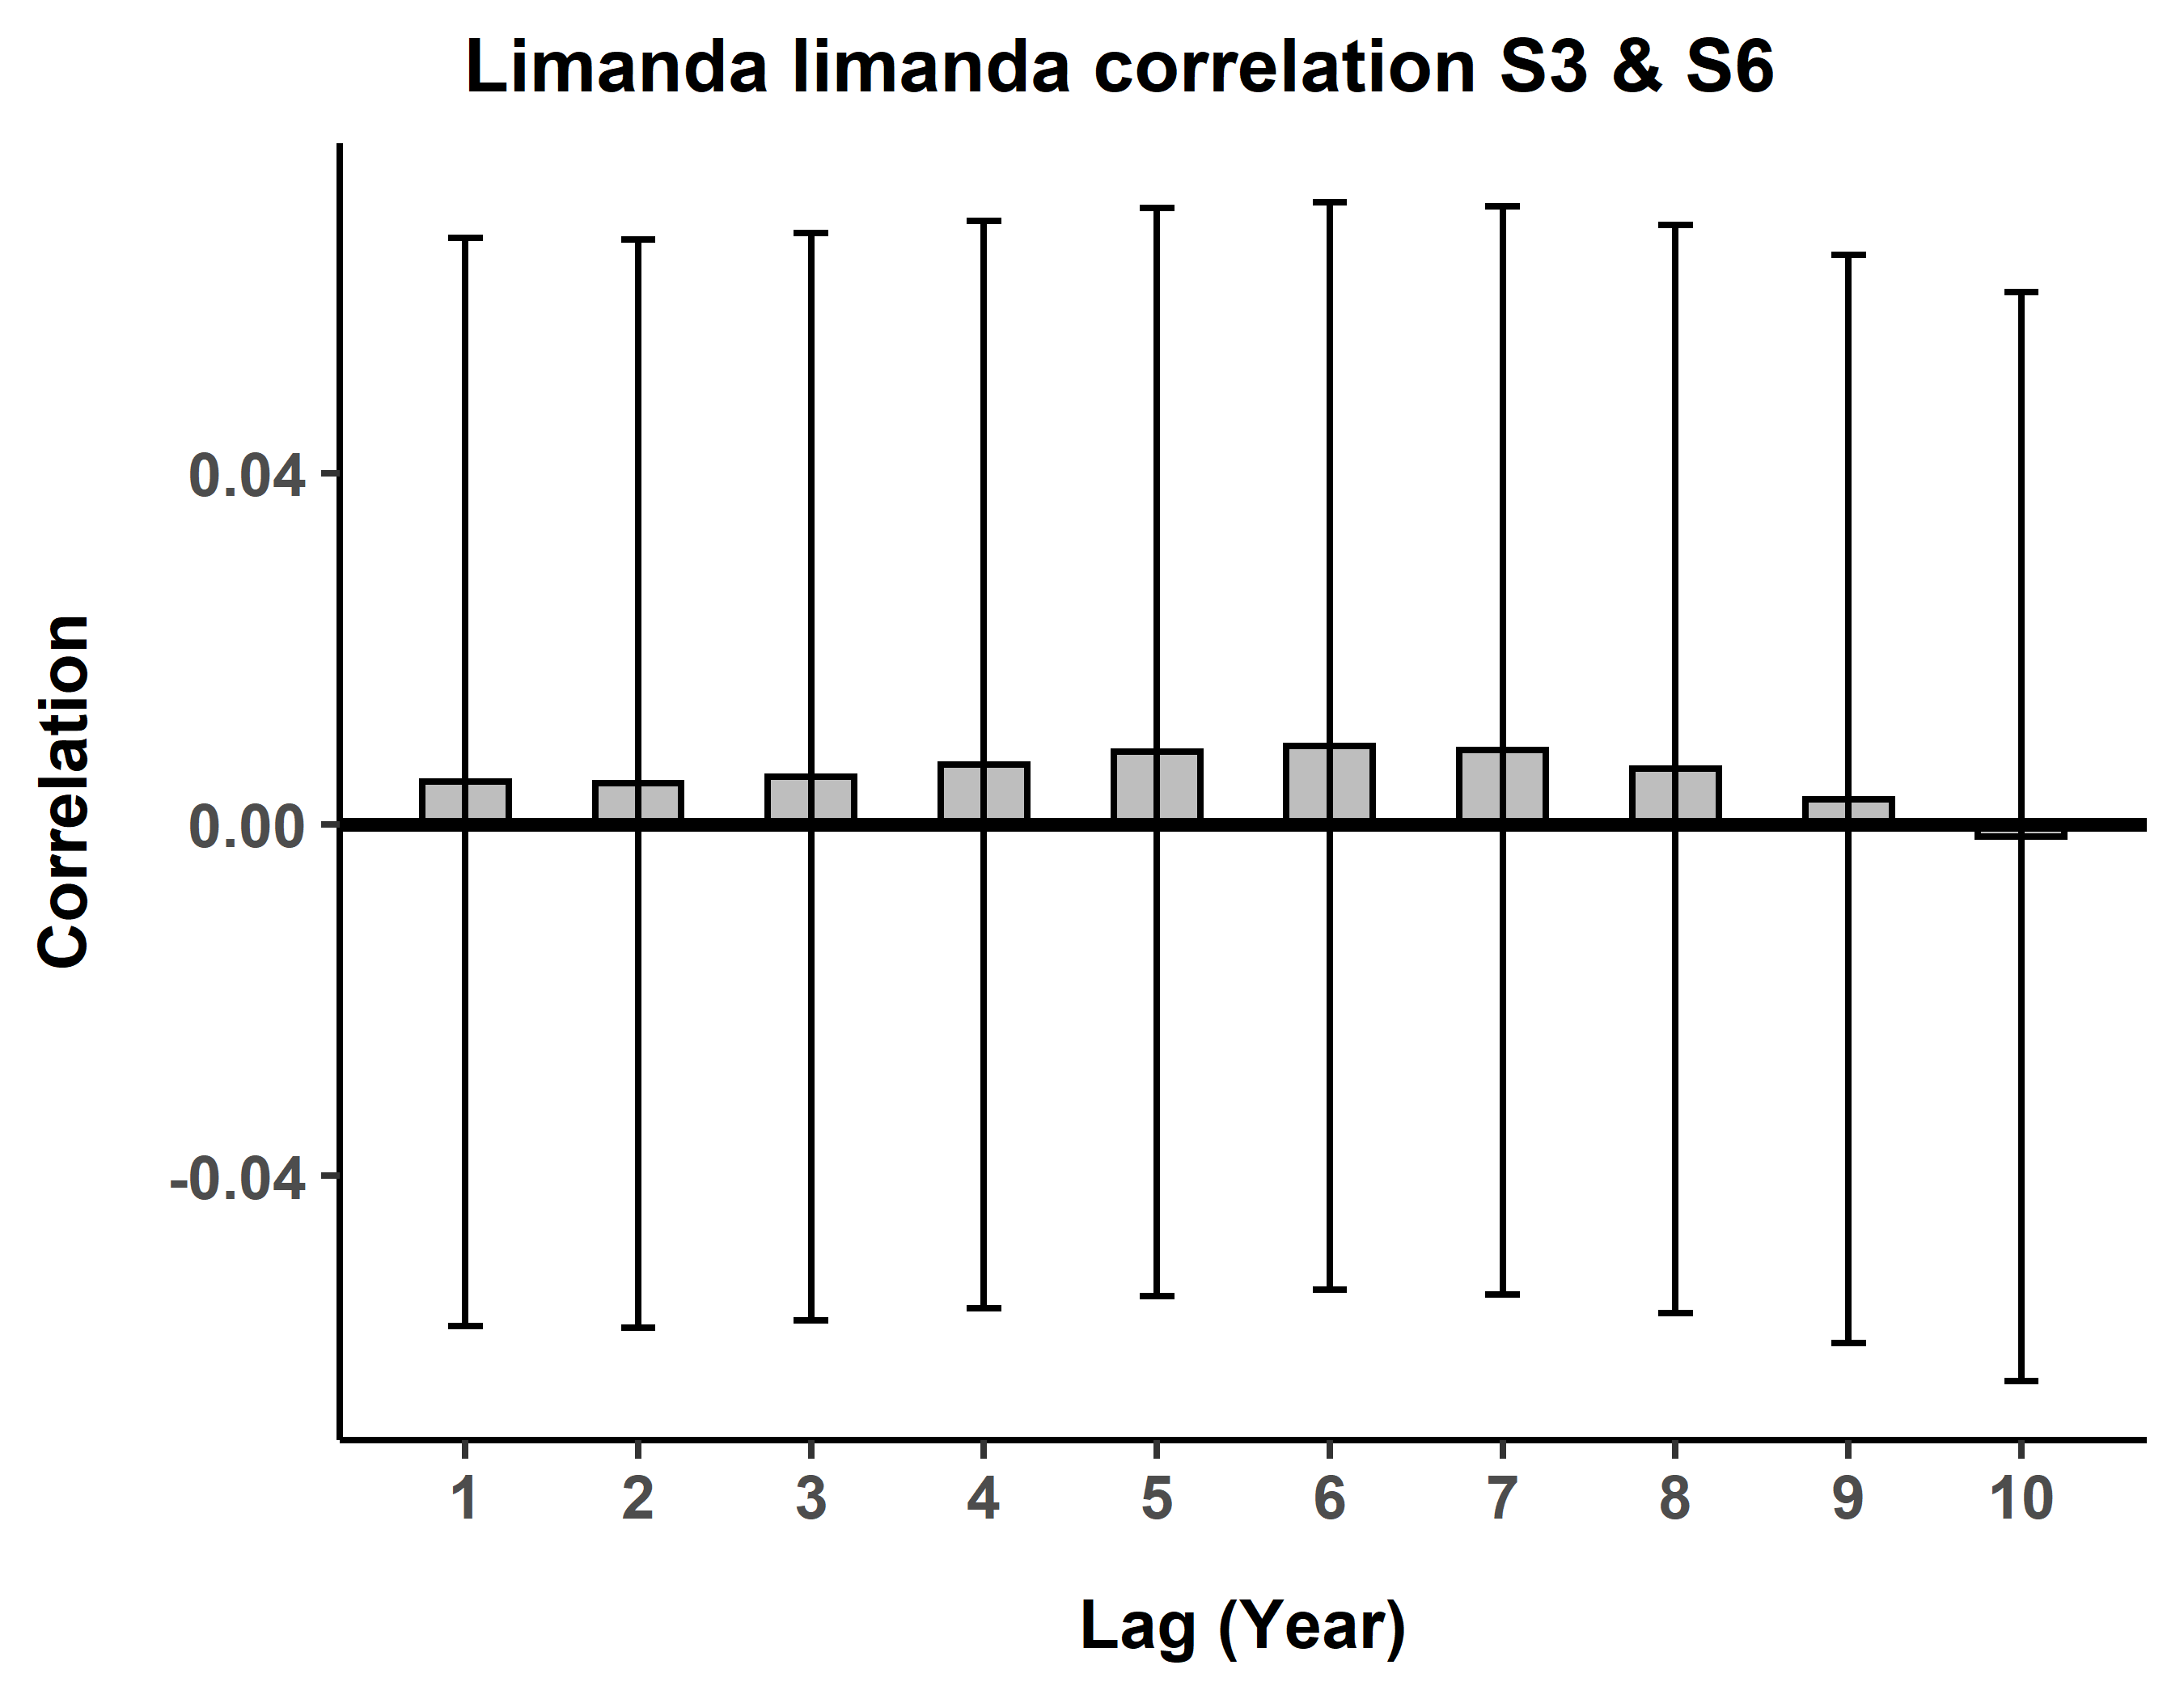 Limanda limanda correlation S3 & S6
Correlation
0.04
0.00
-0.04
1 2 3 4 5 6 7 8 9 10
Lag (Year)